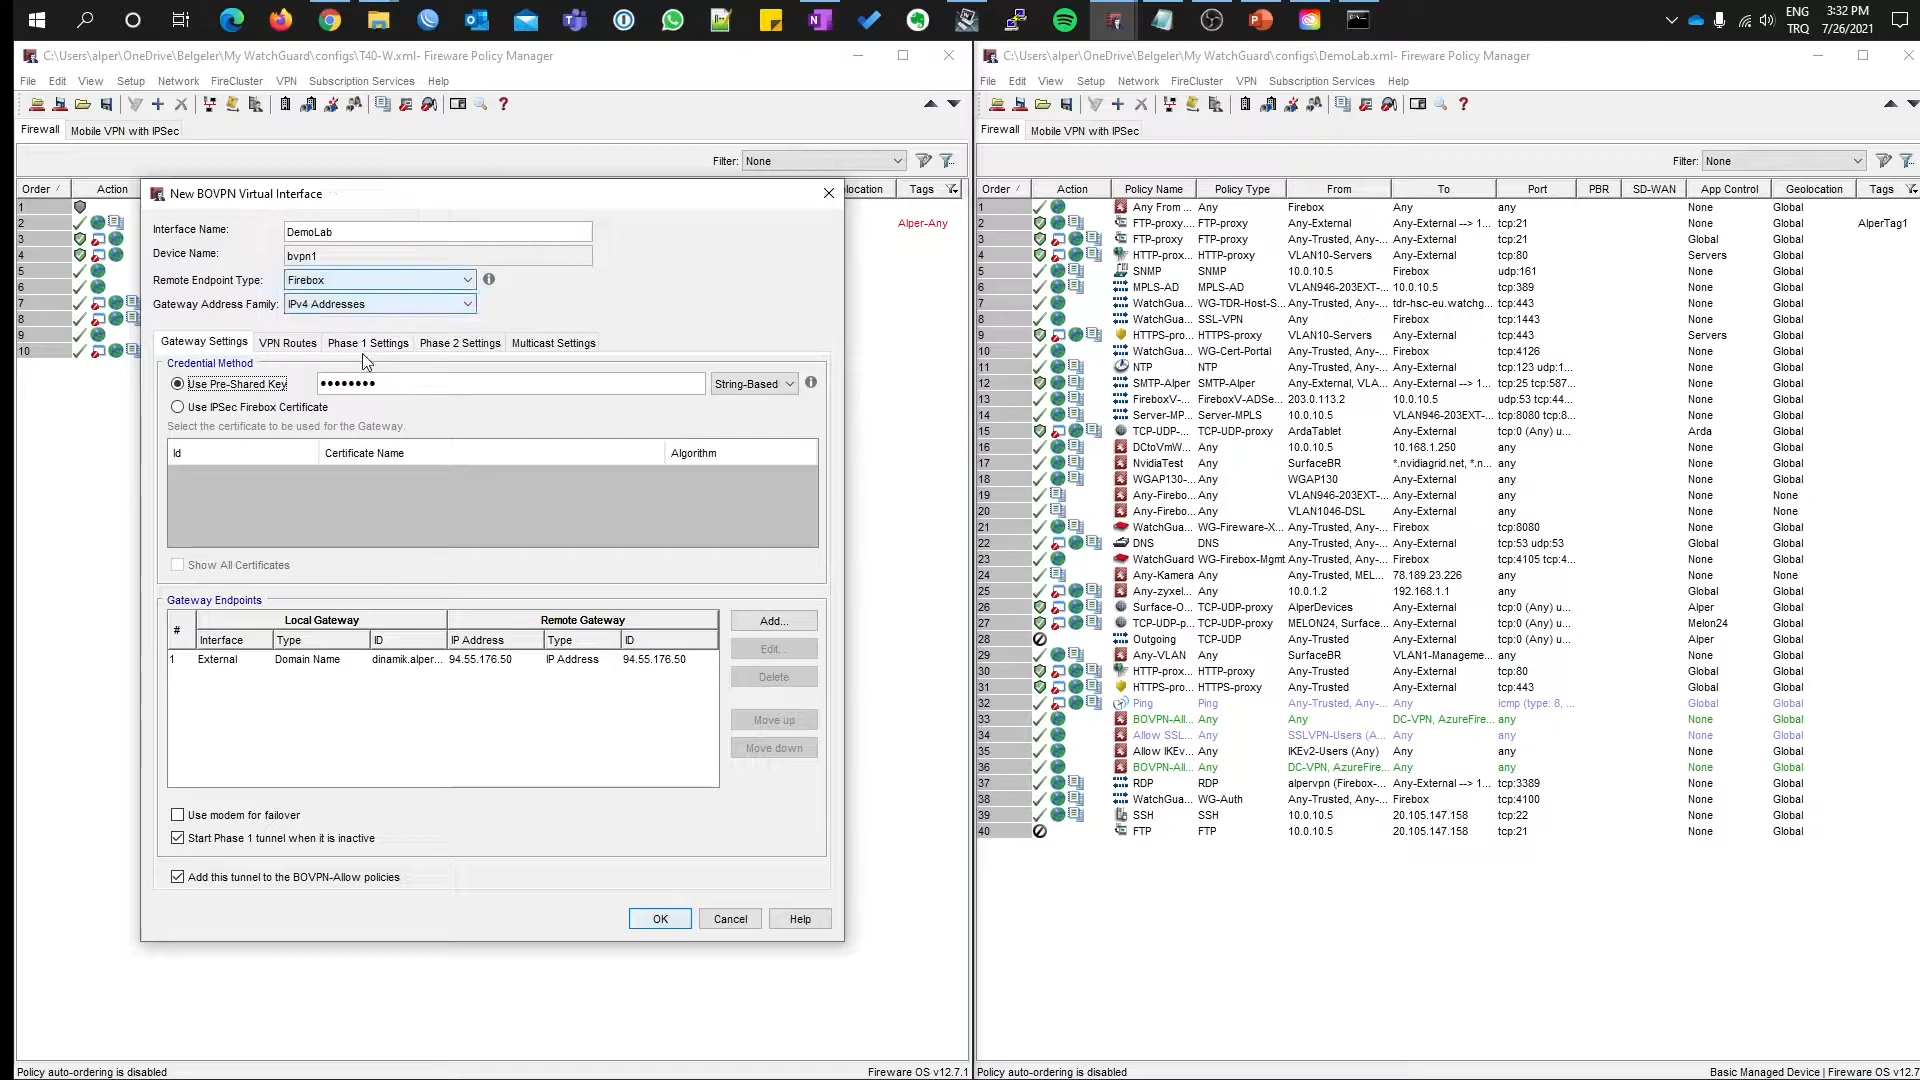 ENG 3:32 PM
TRQ 7/26/2021
C:\Users\alper\OneDrive\Belgeler\My WatchGuard\configs\T40-W.xml- Fireware Policy Manager
File Edit View Setup Network FireCluster VPN Subscription Services Help
Firewall Mobile VPN with IPSec
Filter: None
Order / Action location Tags
1
2 Alper-Any
3
4
5
6
7
8
9
10
New BOVPN Virtual Interface
Interface Name: DemoLab
Device Name: bvpn1
Remote Endpoint Type: Firebox
Gateway Address Family: IPv4 Addresses
Gateway Settings VPN Routes Phase 1 Settings Phase 2 Settings Multicast Settings
Credential Method
Use Pre-Shared Key •••••••• String-Based
Use IPSec Firebox Certificate
Select the certificate to be used for the Gateway.
Id Certificate Name Algorithm
Show All Certificates
Gateway Endpoints
# Local Gateway Remote Gateway Add...
Interface Type ID IP Address Type ID Edit...
1 External Domain Name dinamik.alper... 94.55.176.50 IP Address 94.55.176.50
Delete
Move up
Move down
Use modem for failover
Start Phase 1 tunnel when it is inactive
Add this tunnel to the BOVPN-Allow policies
OK Cancel Help
Policy auto-ordering is disabled Fireware OS v12.7.1
C:\Users\alper\OneDrive\Belgeler\My WatchGuard\configs\DemoLab.xml- Fireware Policy Manager
File Edit View Setup Network FireCluster VPN Subscription Services Help
Firewall Mobile VPN with IPSec
Filter: None
Order / Action Policy Name Policy Type From To Port PBR SD-WAN App Control Geolocation Tags
1 Any From ... Any Firebox Any any None Global
2 FTP-proxy... FTP-proxy Any-External Any-External --> 1... tcp:21 None Global AlperTag1
3 FTP-proxy FTP-proxy Any-Trusted, Any-... Any-External tcp:21 Global Global
4 HTTP-prox... HTTP-proxy VLAN10-Servers Any-External tcp:80 Servers Global
5 SNMP SNMP 10.0.10.5 Firebox udp:161 None Global
6 MPLS-AD MPLS-AD VLAN946-203EXT-... 10.0.10.5 tcp:389 None Global
7 WatchGua... WG-TDR-Host-S... Any-Trusted, Any-... tdr-hsc-eu.watchg... tcp:443 None Global
8 WatchGua... SSL-VPN Any Firebox tcp:1443 None Global
9 HTTPS-pro... HTTPS-proxy VLAN10-Servers Any-External tcp:443 Servers Global
10 WatchGua... WG-Cert-Portal Any-Trusted, Any-... Firebox tcp:4126 None Global
11 NTP NTP Any-Trusted, Any-... Any-External tcp:123 udp:1... None Global
12 SMTP-Alper SMTP-Alper Any-External, VLA... Any-External --> 1... tcp:25 tcp:587... None Global
13 FireboxV-... FireboxV-ADSe... 203.0.113.2 10.0.10.5 udp:53 tcp:44... None Global
14 Server-MP... Server-MPLS 10.0.10.5 VLAN946-203EXT-... tcp:8080 tcp:8... None Global
15 TCP-UDP-... TCP-UDP-proxy ArdaTablet Any-External tcp:0 (Any) u... Arda Global
16 DCtoVmW... Any 10.0.10.5 10.168.1.250 any None Global
17 NvidiaTest Any SurfaceBR *.nvidiagrid.net, *.n... any None Global
18 WGAP130-... Any WGAP130 Any-External any None Global
19 Any-Firebo... Any VLAN946-203EXT-... Any-External any None None
20 Any-Firebo... Any VLAN1046-DSL Any-External any None None
21 WatchGua... WG-Fireware-X... Any-Trusted, Any-... Firebox tcp:8080 None Global
22 DNS DNS Any-Trusted, Any-... Any-External tcp:53 udp:53 Global Global
23 WatchGuard WG-Firebox-Mgmt Any-Trusted, Any-... Firebox tcp:4105 tcp:4... None Global
24 Any-Kamera Any Any-Trusted, MEL... 78.189.23.226 any None None
25 Any-zyxel... Any 10.0.1.2 192.168.1.1 any Global Global
26 Surface-O... TCP-UDP-proxy AlperDevices Any-External tcp:0 (Any) u... Alper Global
27 TCP-UDP-p... TCP-UDP-proxy MELON24, Surface... Any-External tcp:0 (Any) u... Melon24 Global
28 Outgoing TCP-UDP Any-Trusted Any-External tcp:0 (Any) u... Alper Global
29 Any-VLAN Any SurfaceBR VLAN1-Manageme... any None Global
30 HTTP-prox... HTTP-proxy Any-Trusted Any-External tcp:80 Global Global
31 HTTPS-pro... HTTPS-proxy Any-Trusted Any-External tcp:443 Global Global
32 Ping Ping Any-Trusted, Any-... Any icmp (type: 8, ... Global Global
33 BOVPN-All... Any Any DC-VPN, AzureFire... any None Global
34 Allow SSL... Any SSLVPN-Users (A... Any any None Global
35 Allow IKEv... Any IKEv2-Users (Any) Any any None Global
36 BOVPN-All... Any DC-VPN, AzureFire... Any any None Global
37 RDP RDP alpervpn (Firebox-... Any-External --> 1... tcp:3389 None Global
38 WatchGua... WG-Auth Any-Trusted, Any-... Firebox tcp:4100 None Global
39 SSH SSH 10.0.10.5 20.105.147.158 tcp:22 None Global
40 FTP FTP 10.0.10.5 20.105.147.158 tcp:21 None Global
Policy auto-ordering is disabled Basic Managed Device | Fireware OS v12.7